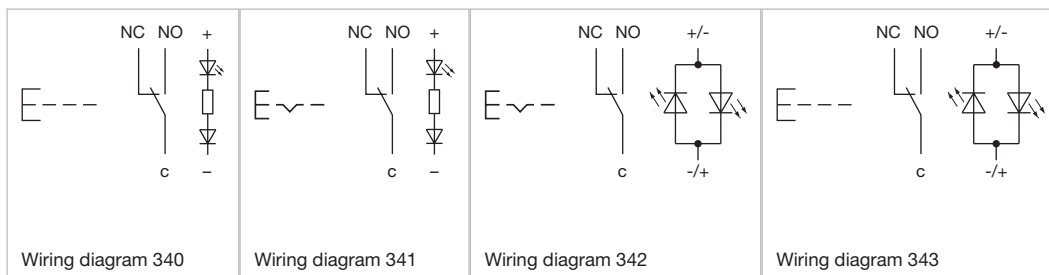 NC NO +
c –
Wiring diagram 340
NC NO +
c –
Wiring diagram 341
NC NO +/-
c -/+
Wiring diagram 342
NC NO +/-
c -/+
Wiring diagram 343